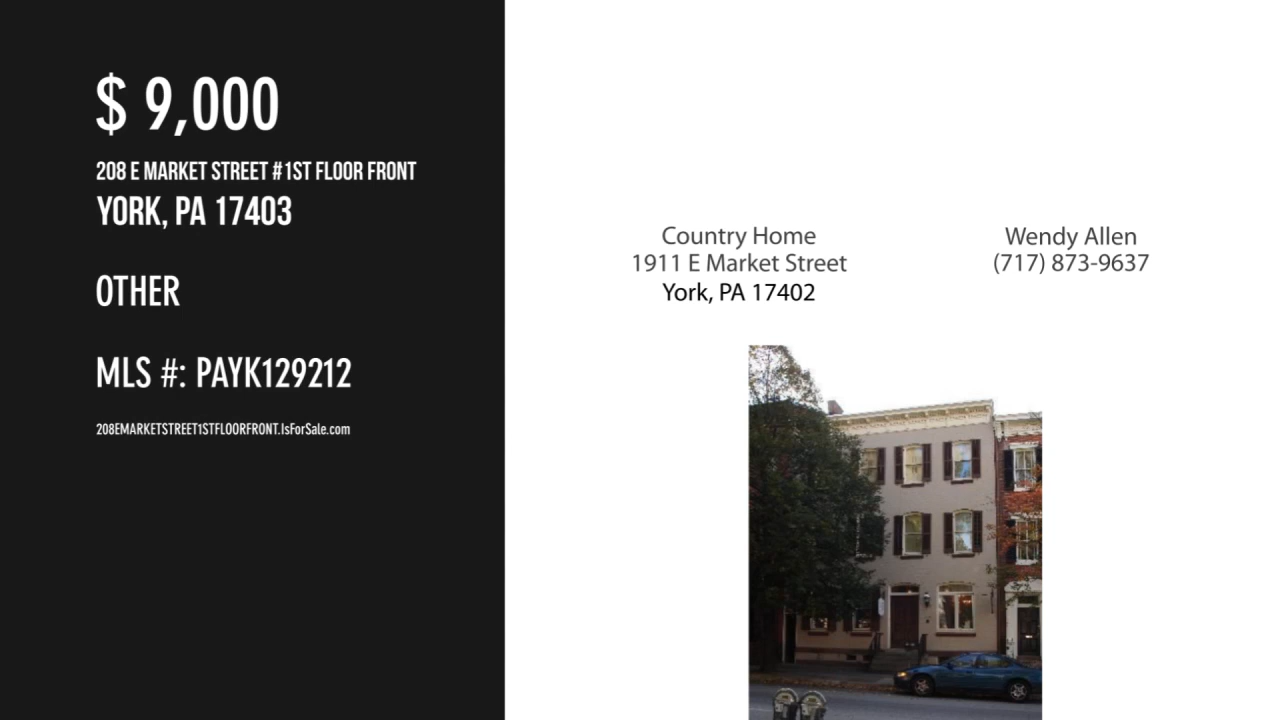 $ 9,000
208 E MARKET STREET #1ST FLOOR FRONT
YORK, PA 17403
OTHER
MLS #: PAYK129212
208EMARKETSTREET1STFLOORFRONT.IsForSale.com
Country Home
1911 E Market Street
York, PA 17402
Wendy Allen
(717) 873-9637